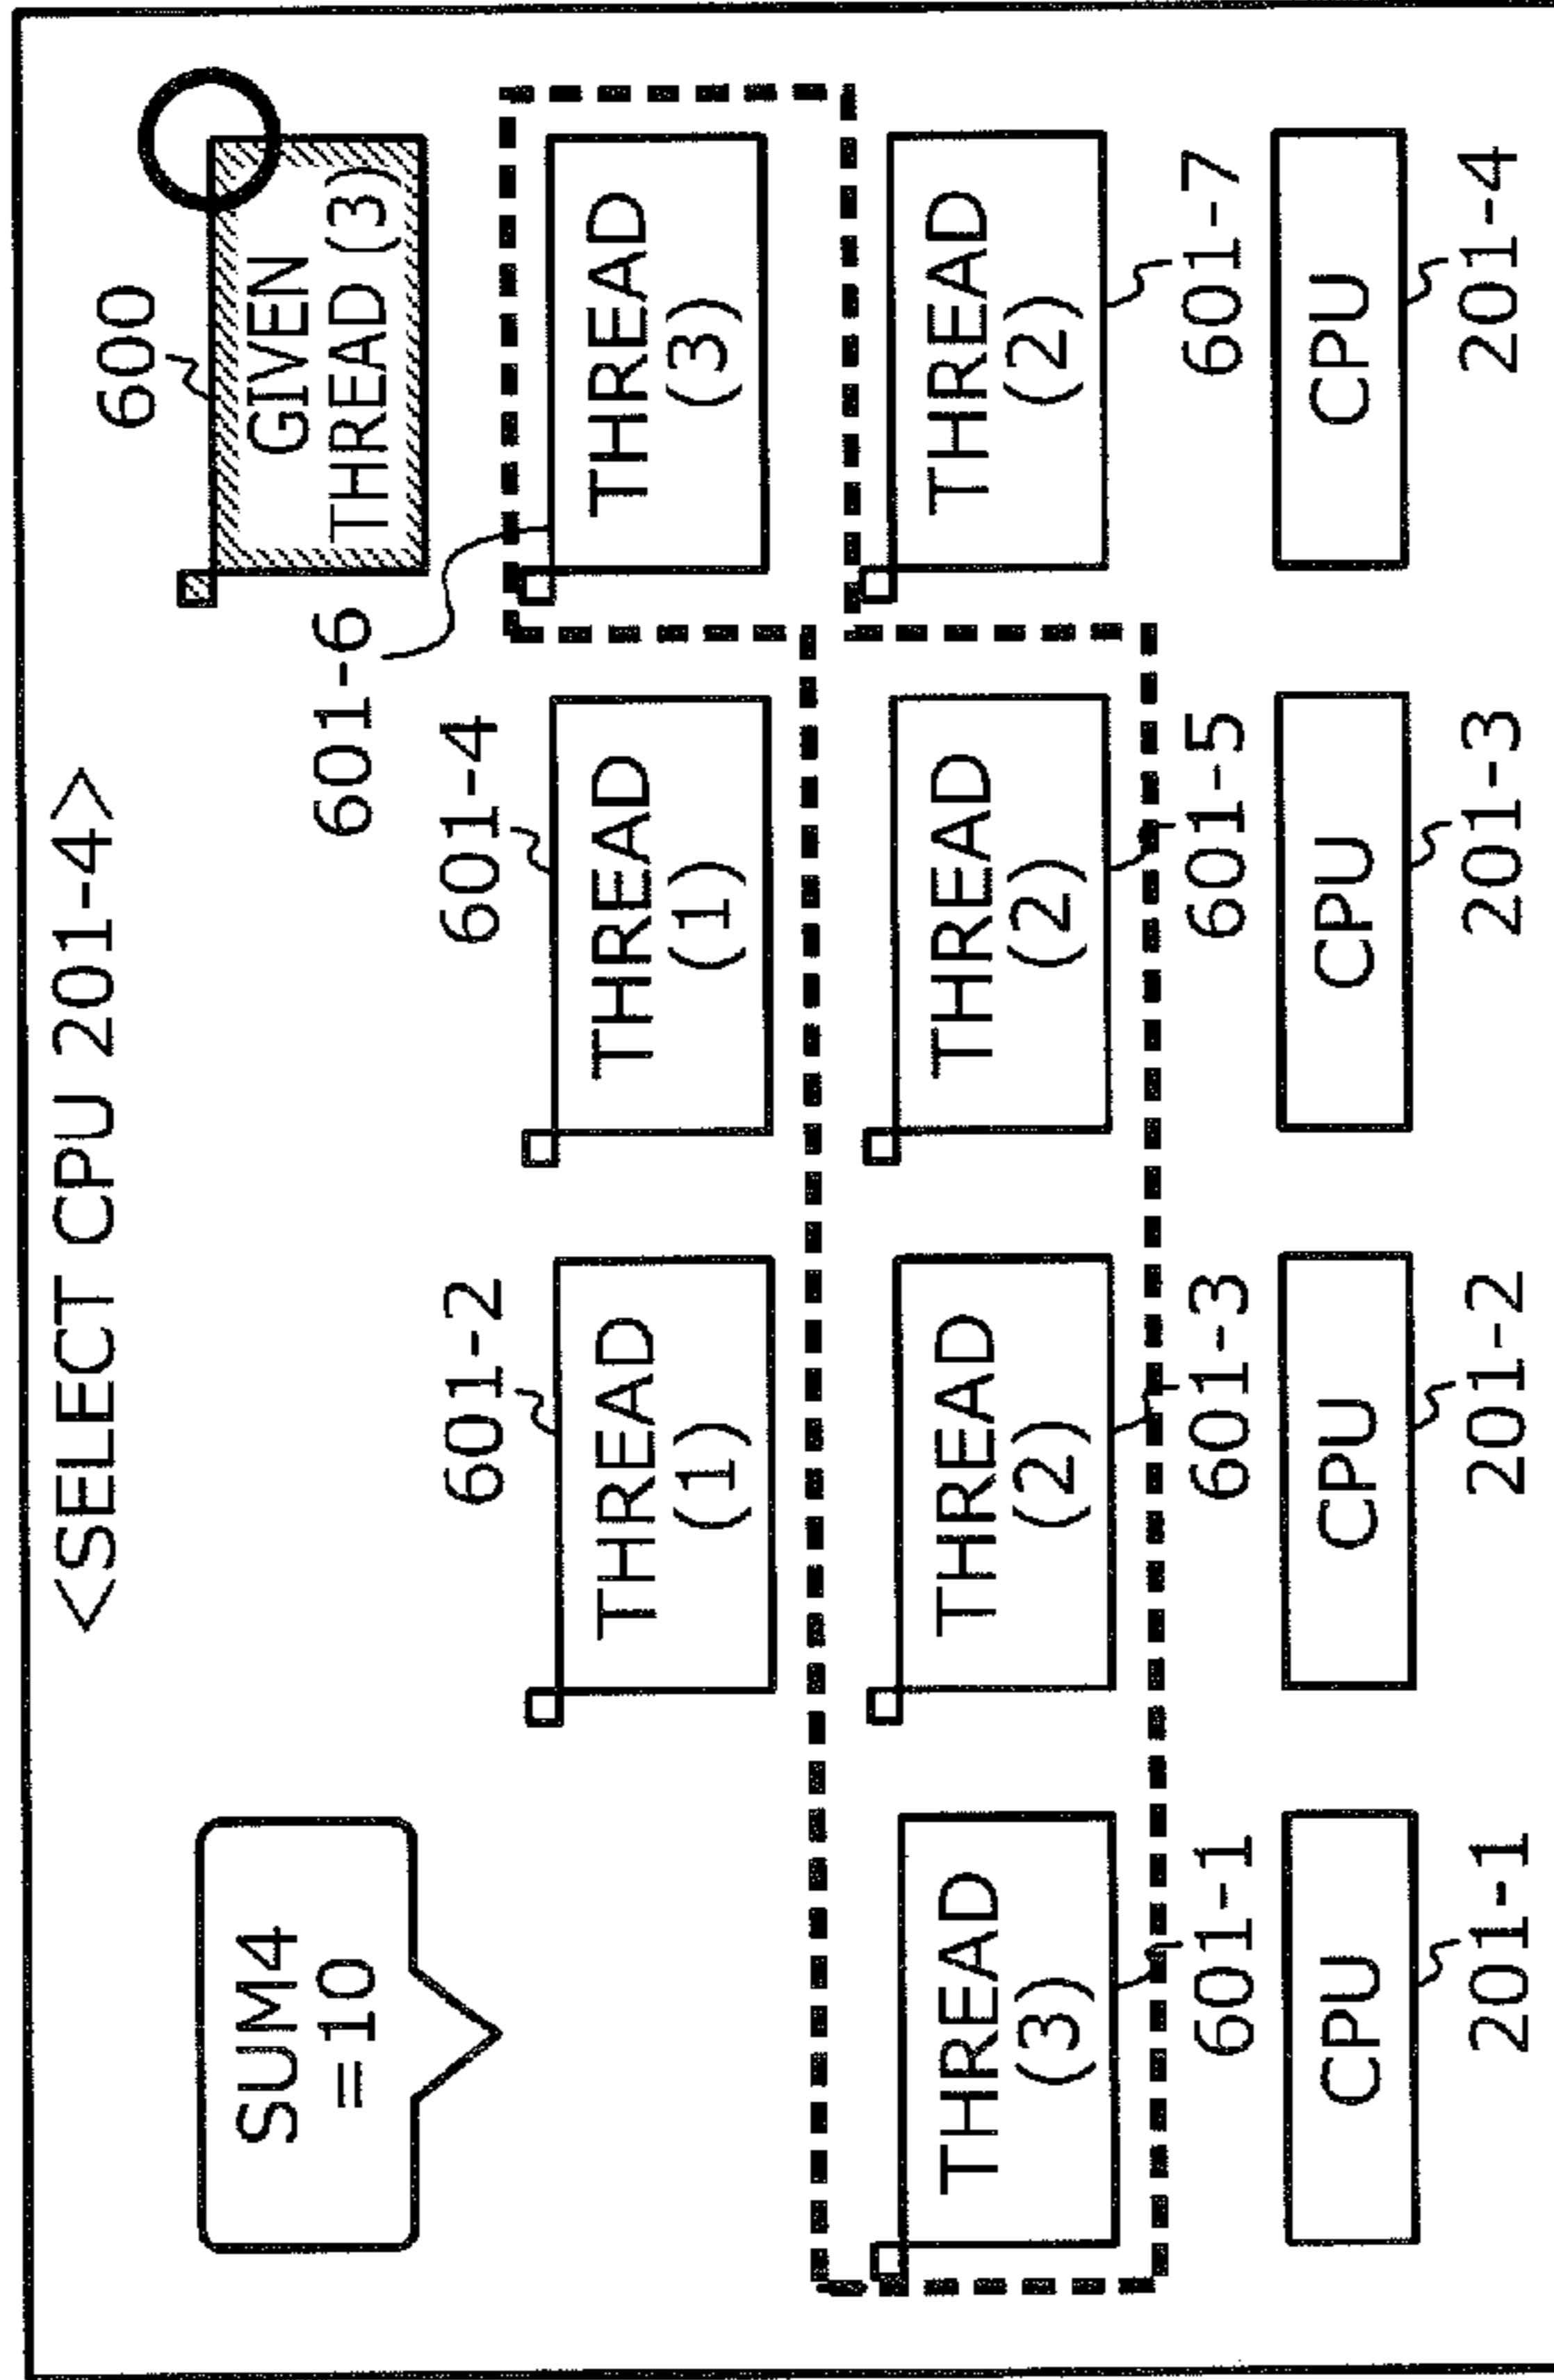 <SELECT CPU 201-4>
SUM4
=10
600
GIVEN
THREAD (3)
601-6
601-2
601-4
THREAD
(1)
THREAD
(1)
THREAD
(3)
THREAD
(3)
THREAD
(2)
THREAD
(2)
THREAD
(2)
601-1
601-3
601-5
601-7
CPU
CPU
CPU
CPU
201-1
201-2
201-3
201-4